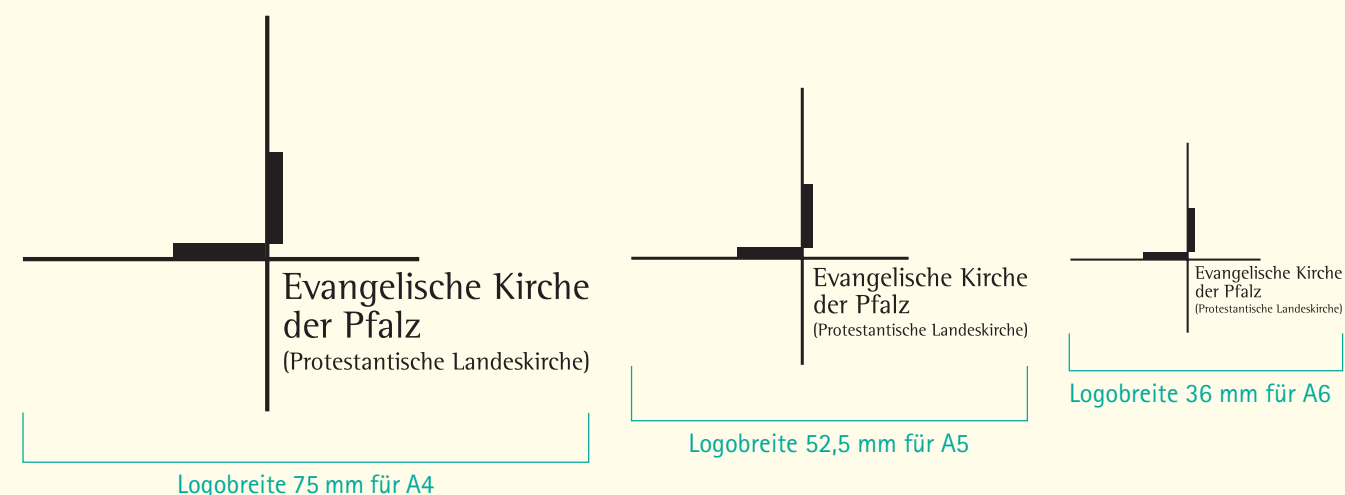 Evangelische Kirche
der Pfalz
(Protestantische Landeskirche)
Logobreite 75 mm für A4
Evangelische Kirche
der Pfalz
(Protestantische Landeskirche)
Logobreite 52,5 mm für A5
Evangelische Kirche
der Pfalz
(Protestantische Landeskirche)
Logobreite 36 mm für A6